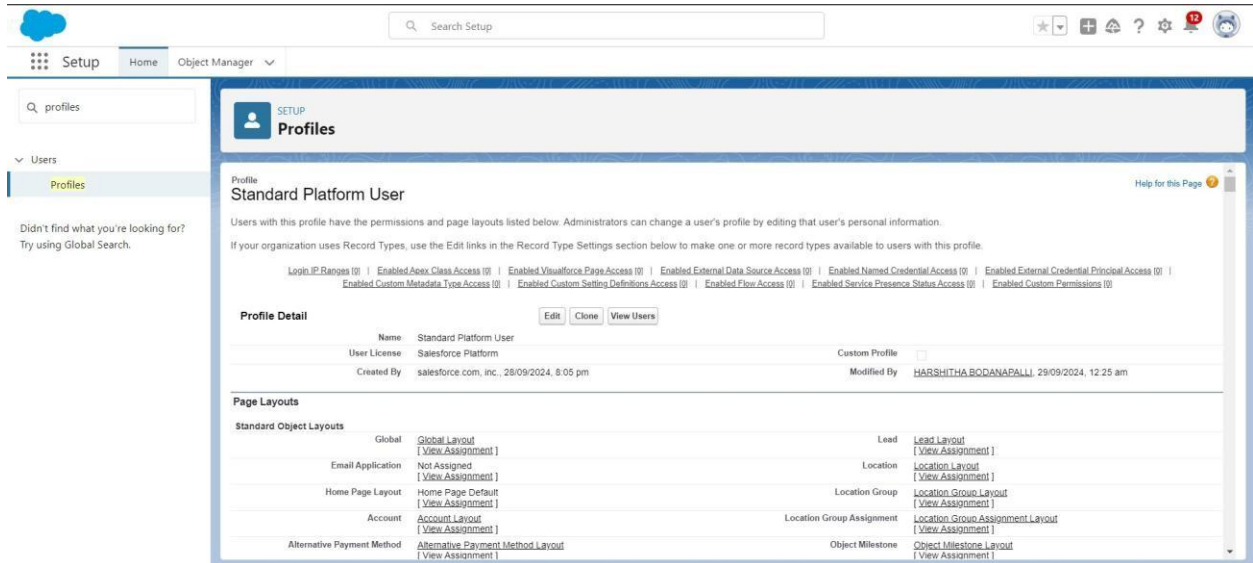 Search Setup
12
Setup Home Object Manager
profiles
Users
Profiles
Didn't find what you're looking for?
Try using Global Search.
SETUP
Profiles
Profile
Standard Platform User
Help for this Page
Users with this profile have the permissions and page layouts listed below. Administrators can change a user's profile by editing that user's personal information.
If your organization uses Record Types, use the Edit links in the Record Type Settings section below to make one or more record types available to users with this profile.
Login IP Ranges [0] | Enabled Apex Class Access [0] | Enabled Visualforce Page Access [0] | Enabled External Data Source Access [0] | Enabled Named Credential Access [0] | Enabled External Credential Principal Access [0] |
Enabled Custom Metadata Type Access [0] | Enabled Custom Setting Definitions Access [0] | Enabled Flow Access [0] | Enabled Service Presence Status Access [0] | Enabled Custom Permissions [0]
Profile Detail Edit Clone View Users
Name Standard Platform User
User License Salesforce Platform Custom Profile
Created By salesforce.com, inc., 28/09/2024, 8:05 pm Modified By HARSHITHA BODANAPALLI, 29/09/2024, 12:25 am
Page Layouts
Standard Object Layouts
Global Global Layout Lead Lead Layout
[ View Assignment ] [ View Assignment ]
Email Application Not Assigned Location Location Layout
[ View Assignment ] [ View Assignment ]
Home Page Layout Home Page Default Location Group Location Group Layout
[ View Assignment ] [ View Assignment ]
Account Account Layout Location Group Assignment Location Group Assignment Layout
[ View Assignment ] [ View Assignment ]
Alternative Payment Method Alternative Payment Method Layout Object Milestone Object Milestone Layout
[ View Assignment ] [ View Assignment ]